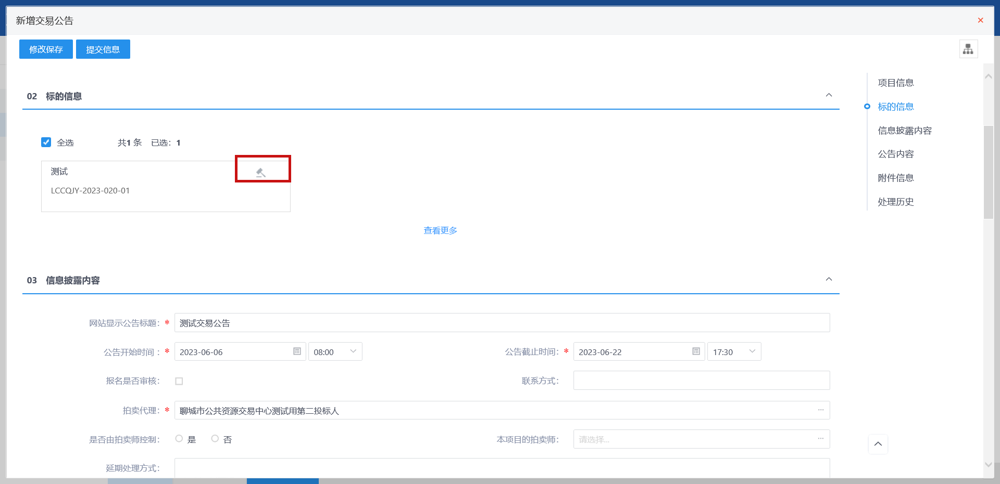 新增交易公告
修改保存 提交信息
02 标的信息
全选 共1 条 已选：1
测试
LCCQJY-2023-020-01
查看更多
03 信息披露内容
网站显示公告标题：* 测试交易公告
公告开始时间 ：* 2023-06-06 08:00 公告截止时间：* 2023-06-22 17:30
报名是否审核： 联系方式：
拍卖代理：* 聊城市公共资源交易中心测试用第二投标人 ...
是否由拍卖师控制： 是 否 本项目的拍卖师： 请选择... ...
延期处理方式：
项目信息
标的信息
信息披露内容
公告内容
附件信息
处理历史